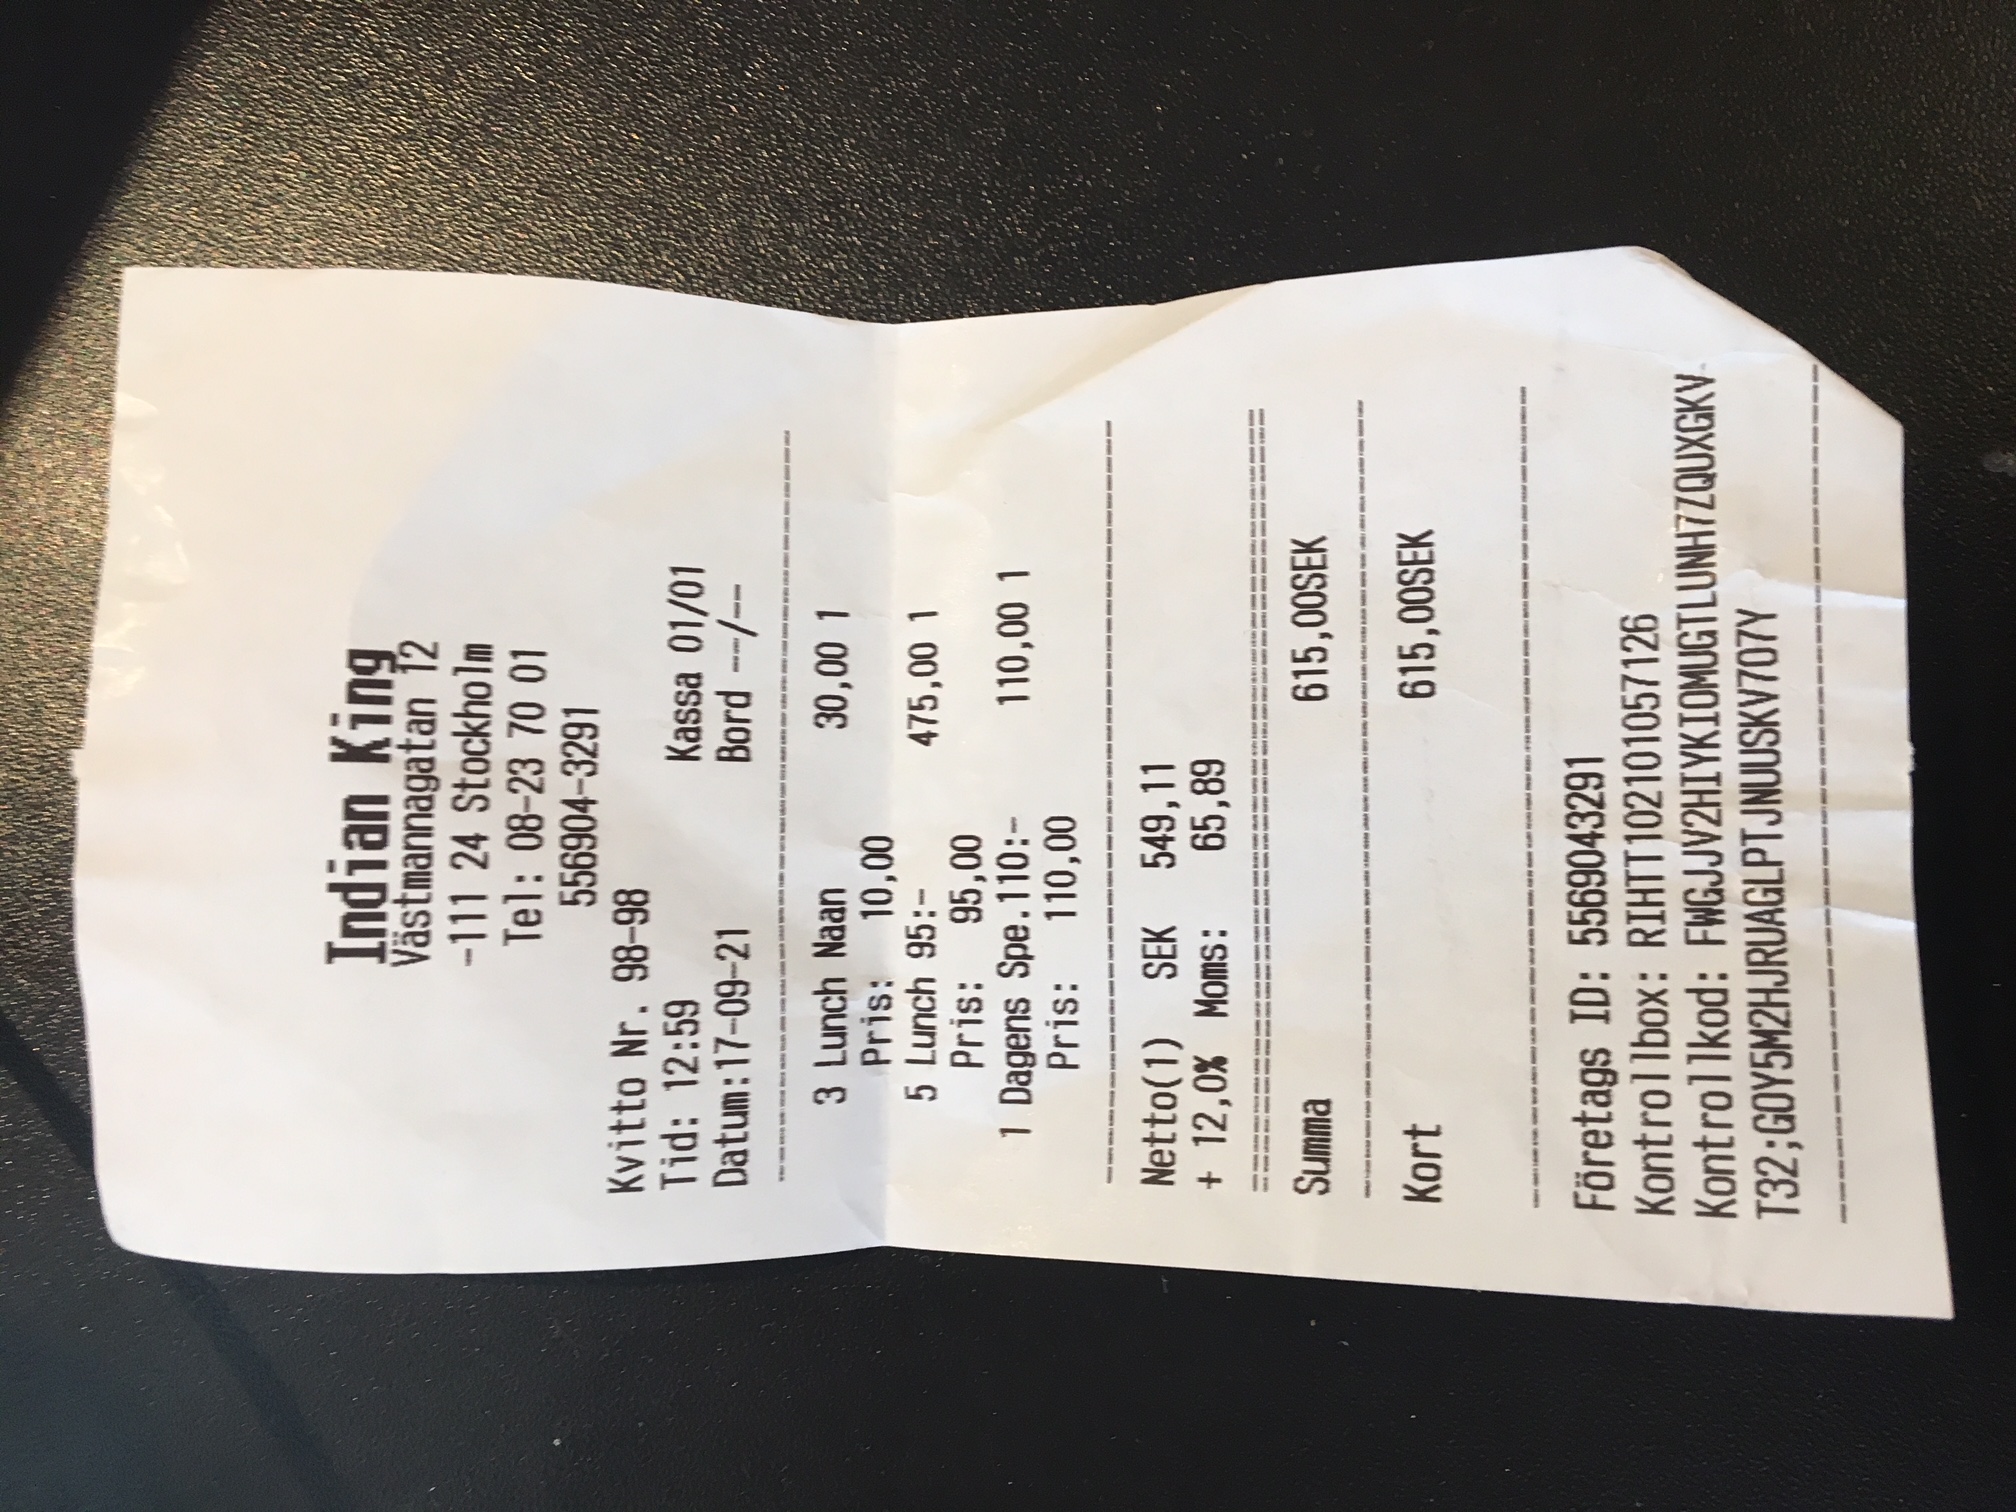 Indian King
Västmannagatan 12
-111 24 Stockholm
Tel: 08-23 70 01
556904-3291
Kvitto Nr. 98-98
Tid: 12:59 Kassa 01/01
Datum:17-09-21 Bord --/--
3 Lunch Naan 30,00 1
Pris: 10,00
5 Lunch 95:- 475,00 1
Pris: 95,00
1 Dagens Spe.110:- 110,00 1
Pris: 110,00
Netto(1) SEK 549,11
+ 12,0% Moms: 65,89
Summa 615,00SEK
Kort 615,00SEK
Företags ID: 5569043291
Kontrollbox: RIHTT102101057126
Kontrollkod: FWGJJV2HIYKIOMUGTLUNH7ZQUXGKV
T32;GOY5M2HJRUAGLPTJNUUSKV7O7Y